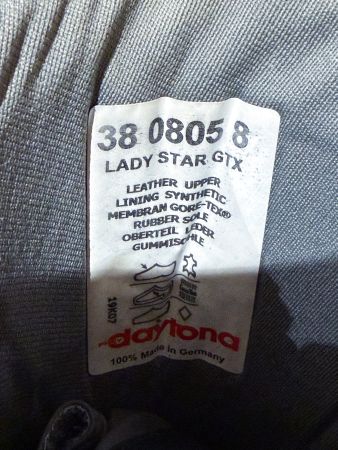 38 0805 8
LADY STAR GTX
LEATHER UPPER
LINING SYNTHETIC
MEMBRAN GORE-TEX®
RUBBER SOLE
OBERTEIL LEDER
GUMMISOHLE
19K07
daytona
100% Made in Germany